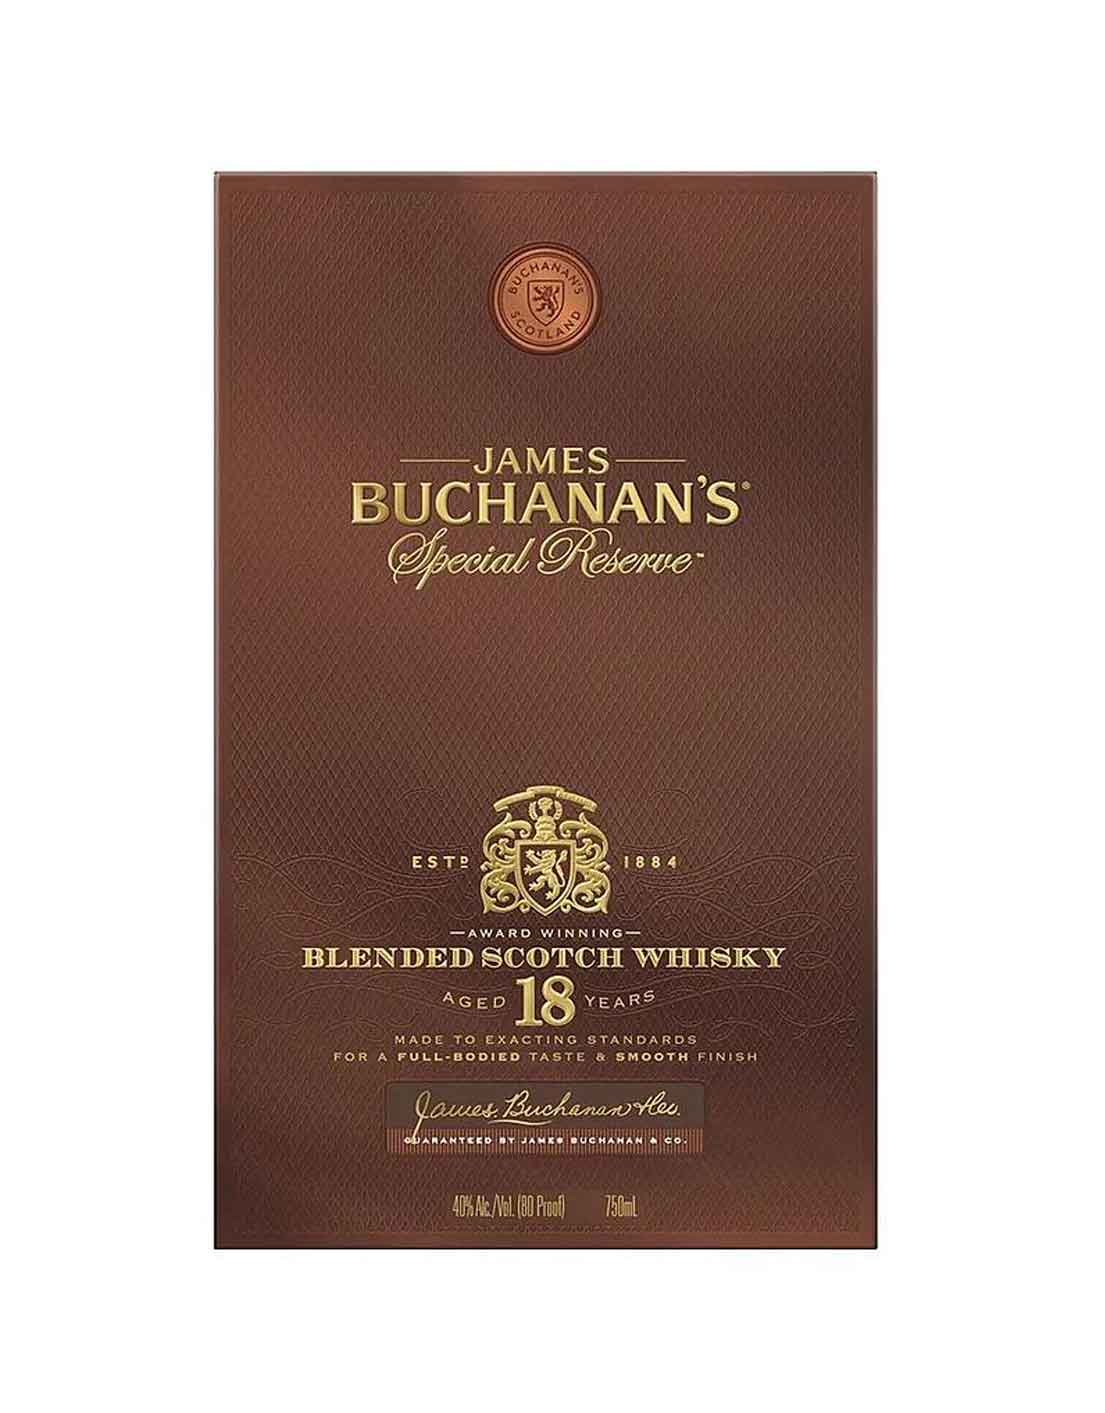 BUCHANAN'S
SCOTLAND
JAMES
BUCHANAN'S®
Special Reserve™
ESTD 1884
—AWARD WINNING—
BLENDED SCOTCH WHISKY
AGED 18 YEARS
MADE TO EXACTING STANDARDS
FOR A FULL-BODIED TASTE & SMOOTH FINISH
James Buchanan & Co.
GUARANTEED BY JAMES BUCHANAN & CO.
40% Alc./Vol. (80 Proof) 750mL